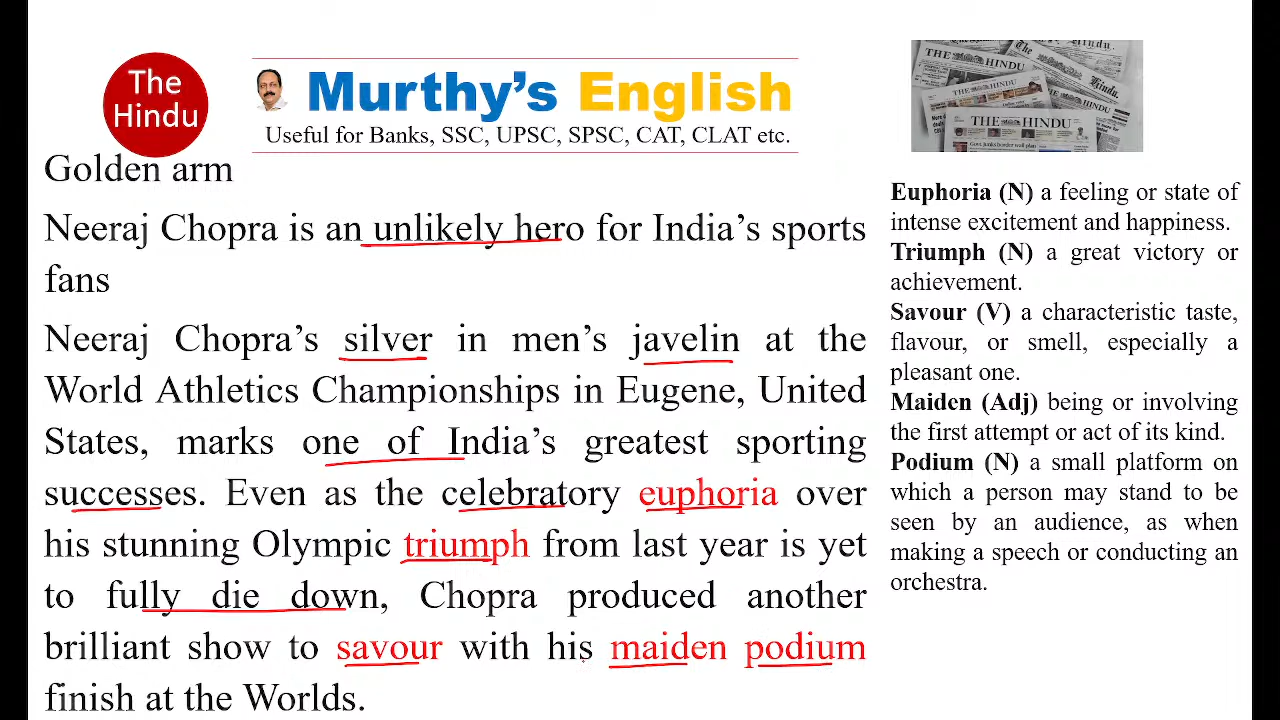 The
Hindu
Murthy's English
Useful for Banks, SSC, UPSC, SPSC, CAT, CLAT etc.
THE HINDU
THE HINDU
THE HINDU
Golden arm
Neeraj Chopra is an unlikely hero for India's sports
fans
Neeraj Chopra's silver in men's javelin at the
World Athletics Championships in Eugene, United
States, marks one of India's greatest sporting
successes. Even as the celebratory euphoria over
his stunning Olympic triumph from last year is yet
to fully die down, Chopra produced another
brilliant show to savour with his maiden podium
finish at the Worlds.
Euphoria (N) a feeling or state of
intense excitement and happiness.
Triumph (N) a great victory or
achievement.
Savour (V) a characteristic taste,
flavour, or smell, especially a
pleasant one.
Maiden (Adj) being or involving
the first attempt or act of its kind.
Podium (N) a small platform on
which a person may stand to be
seen by an audience, as when
making a speech or conducting an
orchestra.